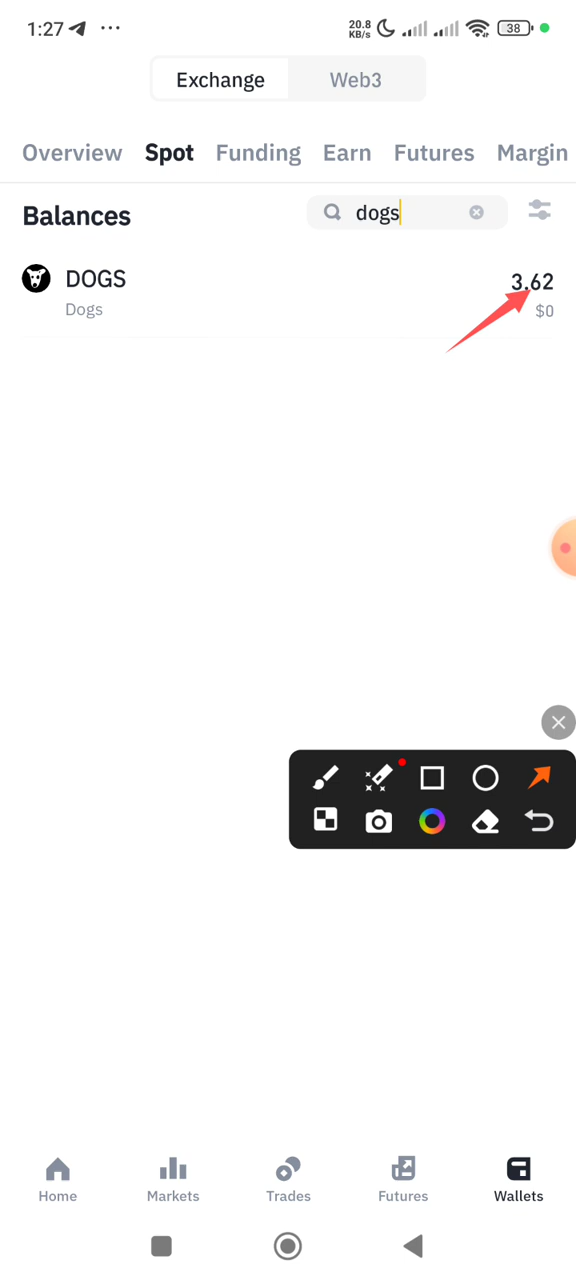 1:27 ··· 20.8 KB/s 38
Exchange Web3
Overview Spot Funding Earn Futures Margin
Balances dogs
DOGS 3.62
Dogs $0
Home Markets Trades Futures Wallets